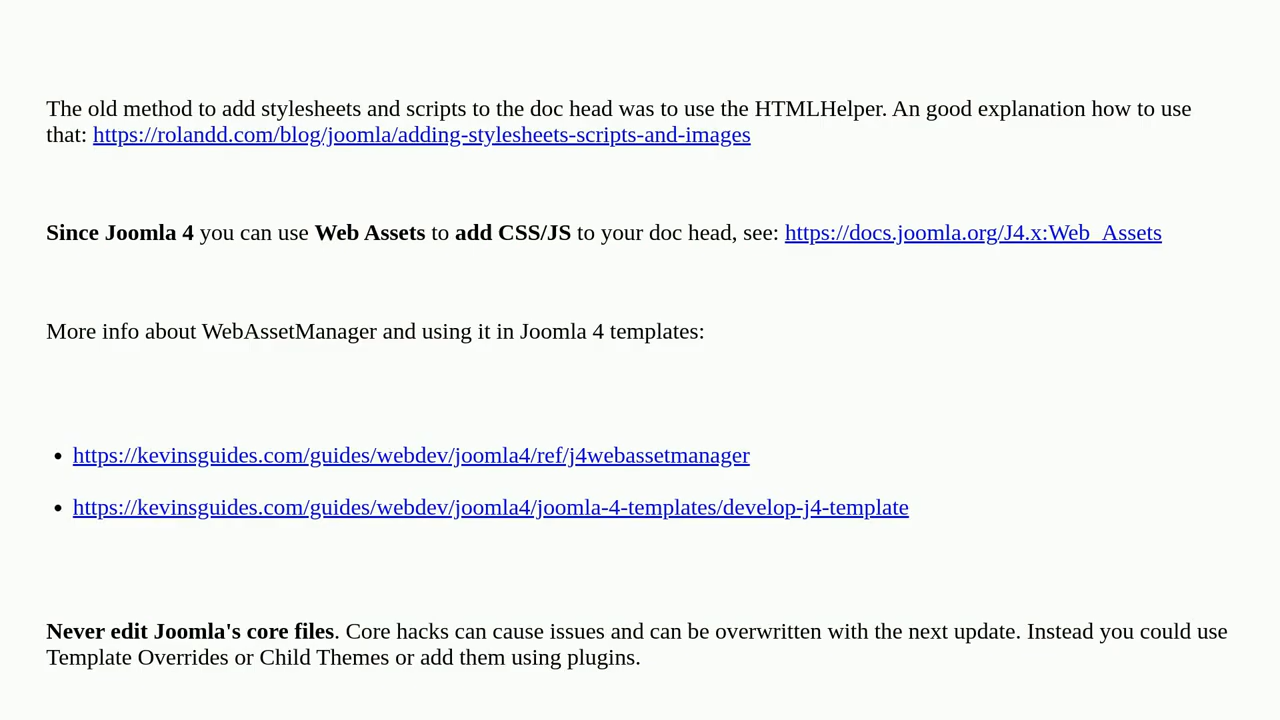 The old method to add stylesheets and scripts to the doc head was to use the HTMLHelper. An good explanation how to use
that: https://rolandd.com/blog/joomla/adding-stylesheets-scripts-and-images
Since Joomla 4 you can use Web Assets to add CSS/JS to your doc head, see: https://docs.joomla.org/J4.x:Web_Assets
More info about WebAssetManager and using it in Joomla 4 templates:
• https://kevinsguides.com/guides/webdev/joomla4/ref/j4webassetmanager
• https://kevinsguides.com/guides/webdev/joomla4/joomla-4-templates/develop-j4-template
Never edit Joomla's core files. Core hacks can cause issues and can be overwritten with the next update. Instead you could use
Template Overrides or Child Themes or add them using plugins.